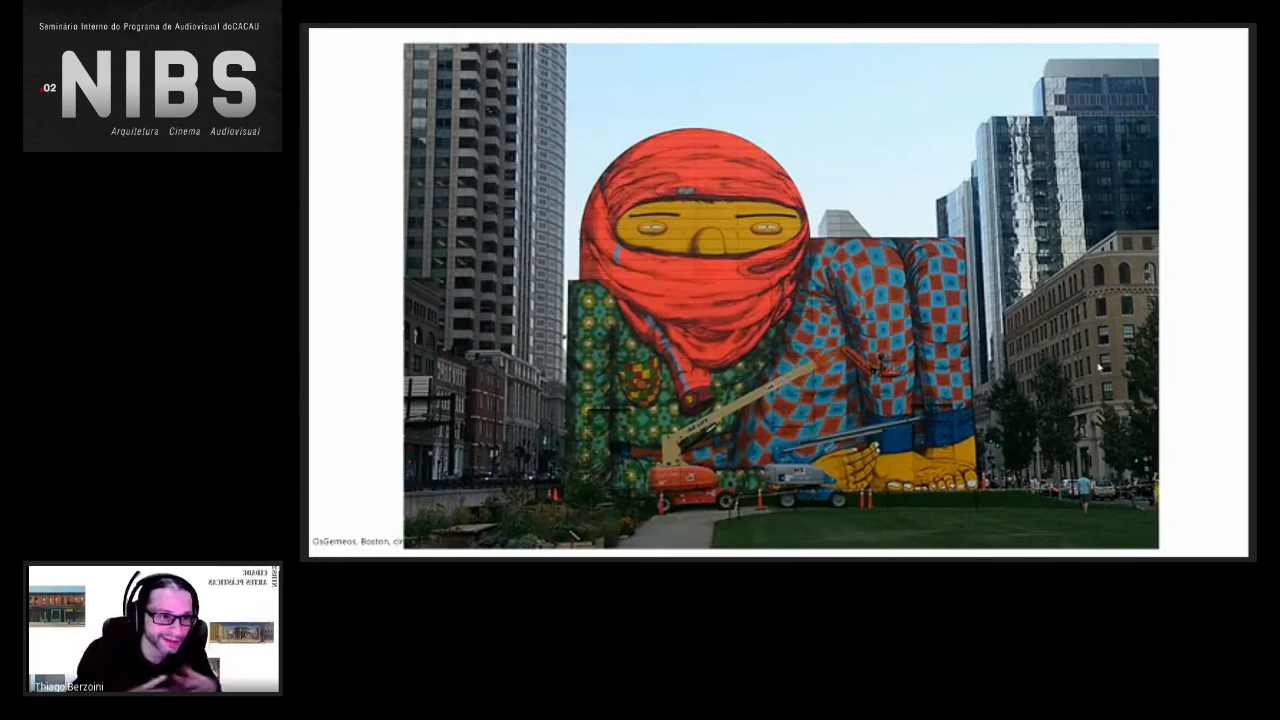 Seminário Interno do Programa de Audiovisual doCACAU
.02
NIBS
Arquitetura Cinema Audiovisual
OsGemeos, Boston,
CIDADE
ARTES PLÁSTICAS
Thiago Berzoini